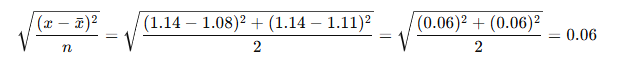 √((x − x̄)²/n) = √(((1.14 − 1.08)² + (1.14 − 1.11)²)/2) = √(((0.06)² + (0.06)²)/2) = 0.06